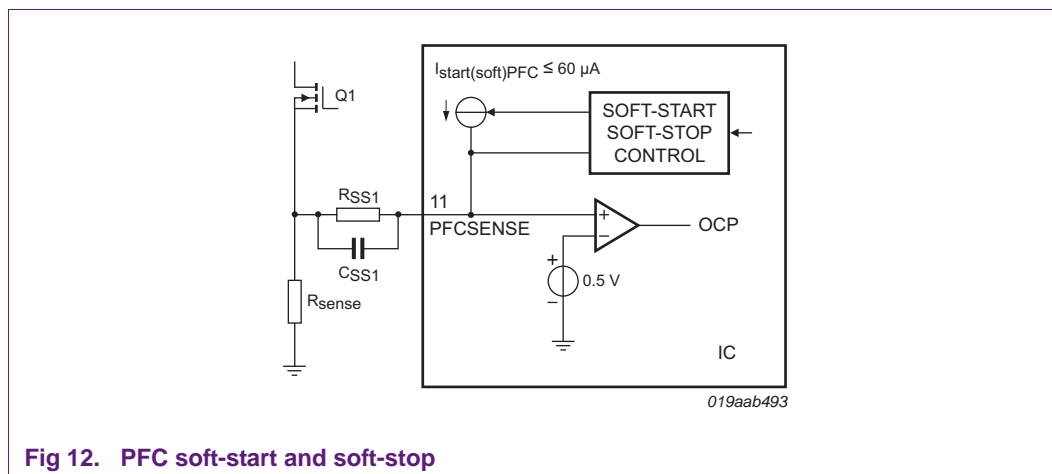 Istart(soft)PFC ≤ 60 µA
Q1
SOFT-START
SOFT-STOP
CONTROL
RSS1
11
PFCSENSE
CSS1
+
−
OCP
+
0.5 V
−
Rsense
IC
019aab493
Fig 12. PFC soft-start and soft-stop